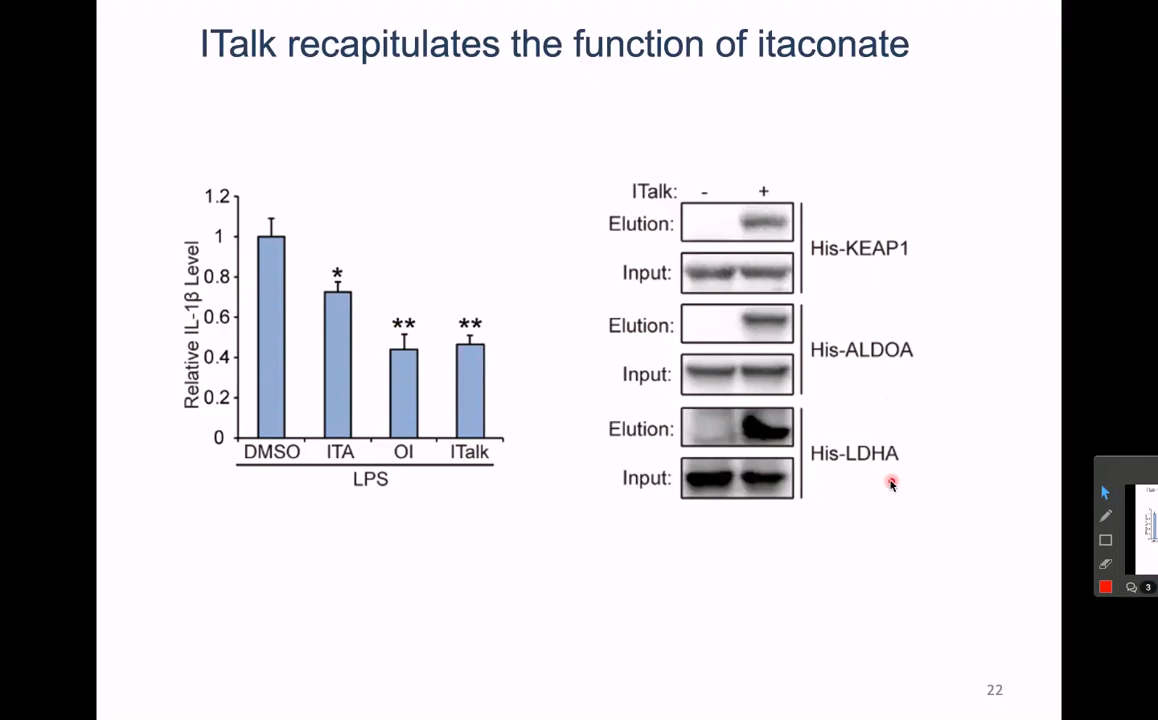 ITalk recapitulates the function of itaconate
Relative IL-1β Level
1.2
1
0.8
0.6
0.4
0.2
0
*
**
**
DMSO ITA OI ITalk
LPS
ITalk: - +
Elution:
Input:
His-KEAP1
Elution:
Input:
His-ALDOA
Elution:
Input:
His-LDHA
3
22